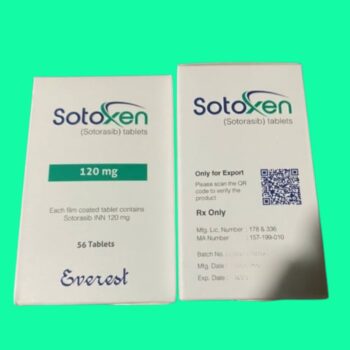 Sotoxen
(Sotorasib) tablets
120 mg
Each film coated tablet contains
Sotorasib INN 120 mg
56 Tablets
Everest
Sotoxen
(Sotorasib) tablets
Only for Export
Please scan the QR
code to verify the
product
Rx Only
Mfg. Lic. Number : 178 & 336
MA Number : 157-199-010
Batch No.
Mfg. Date :
Exp. Date :